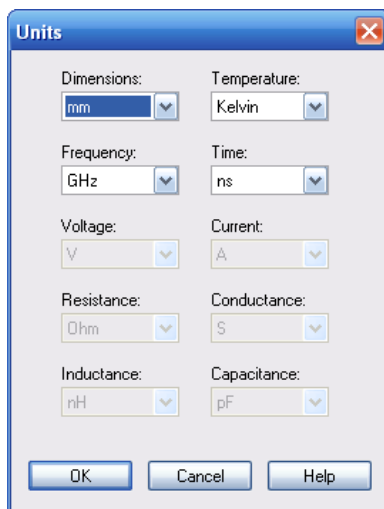 Units
Dimensions: Temperature:
mm Kelvin
Frequency: Time:
GHz ns
Voltage: Current:
V A
Resistance: Conductance:
Ohm S
Inductance: Capacitance:
nH pF
OK Cancel Help